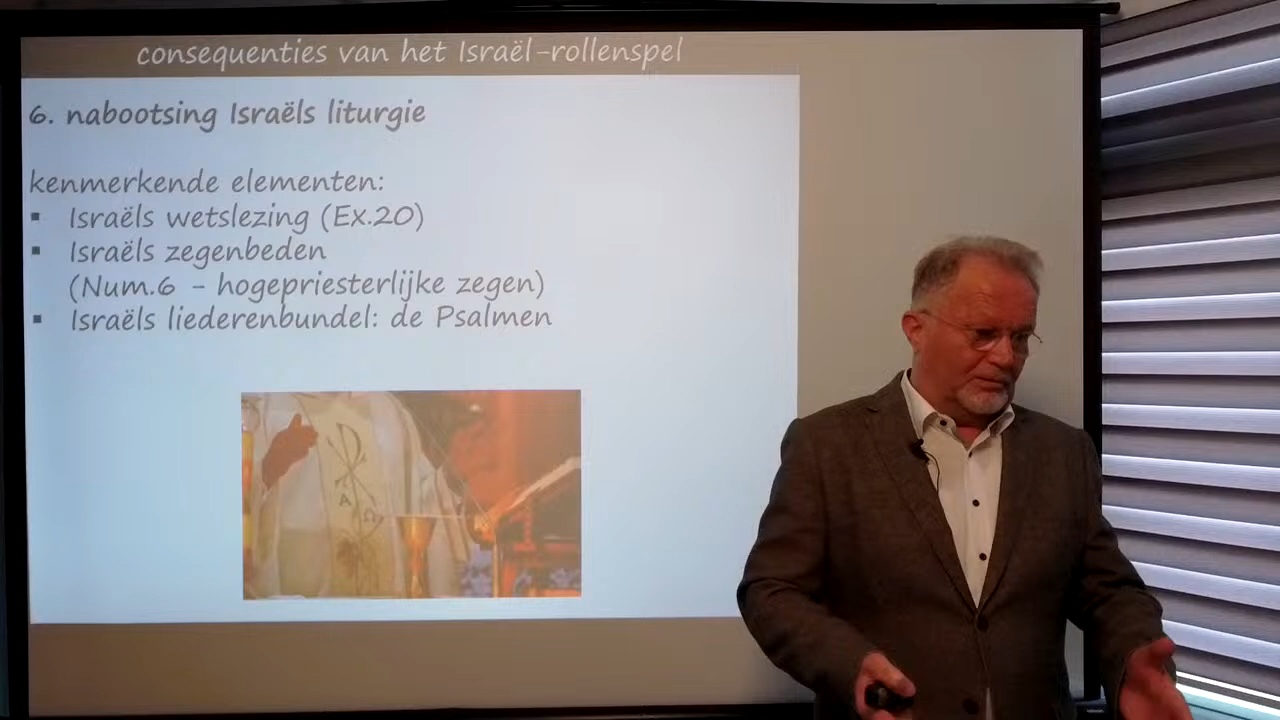 consequenties van het Israël-rollenspel
6. nabootsing Israëls liturgie
kenmerkende elementen:
▪ Israëls wetslezing (Ex.20)
▪ Israëls zegenbeden
(Num.6 - hogepriesterlijke zegen)
▪ Israëls liederenbundel: de Psalmen
A Ω